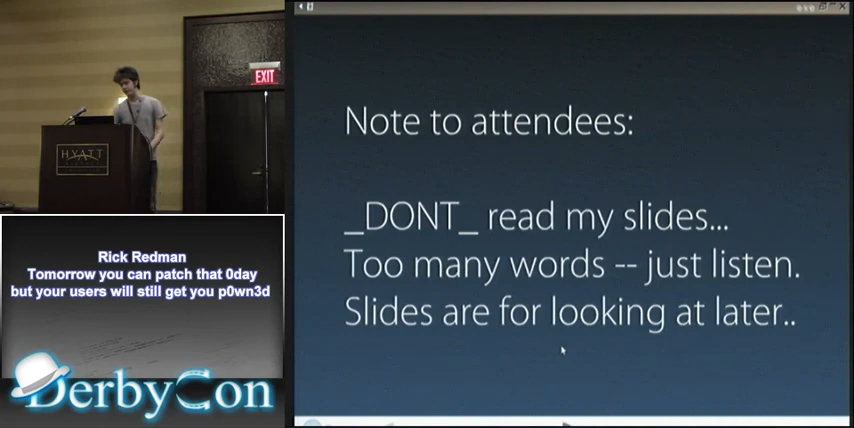 EXIT
HYATT
Rick Redman
Tomorrow you can patch that 0day
but your users will still get you p0wn3d
DerbyCon
Note to attendees:
_DONT_ read my slides...
Too many words -- just listen.
Slides are for looking at later..